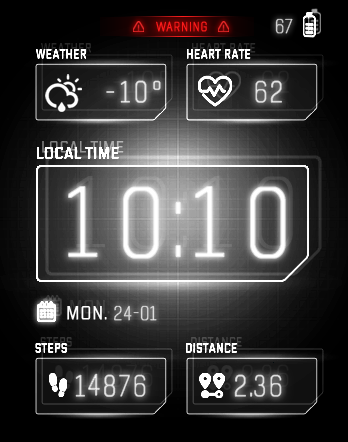 WARNING 67
WEATHER HEART RATE
-10° 62
LOCAL TIME
10:10
MON. 24-01
STEPS DISTANCE
14876 2.36